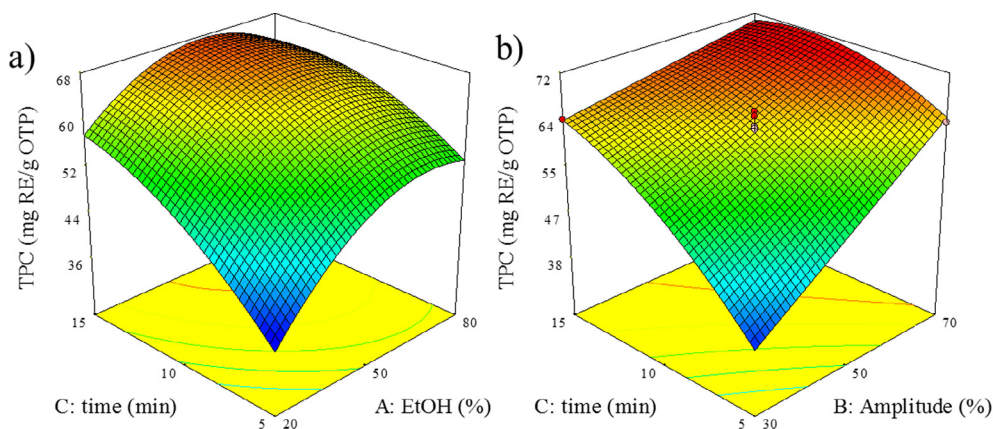 a)
TPC (mg RE/g OTP)
68
60
52
44
36
15
10
5
C: time (min)
20
50
80
A: EtOH (%)
b)
TPC (mg RE/g OTP)
72
64
55
47
38
15
10
5
C: time (min)
30
50
70
B: Amplitude (%)